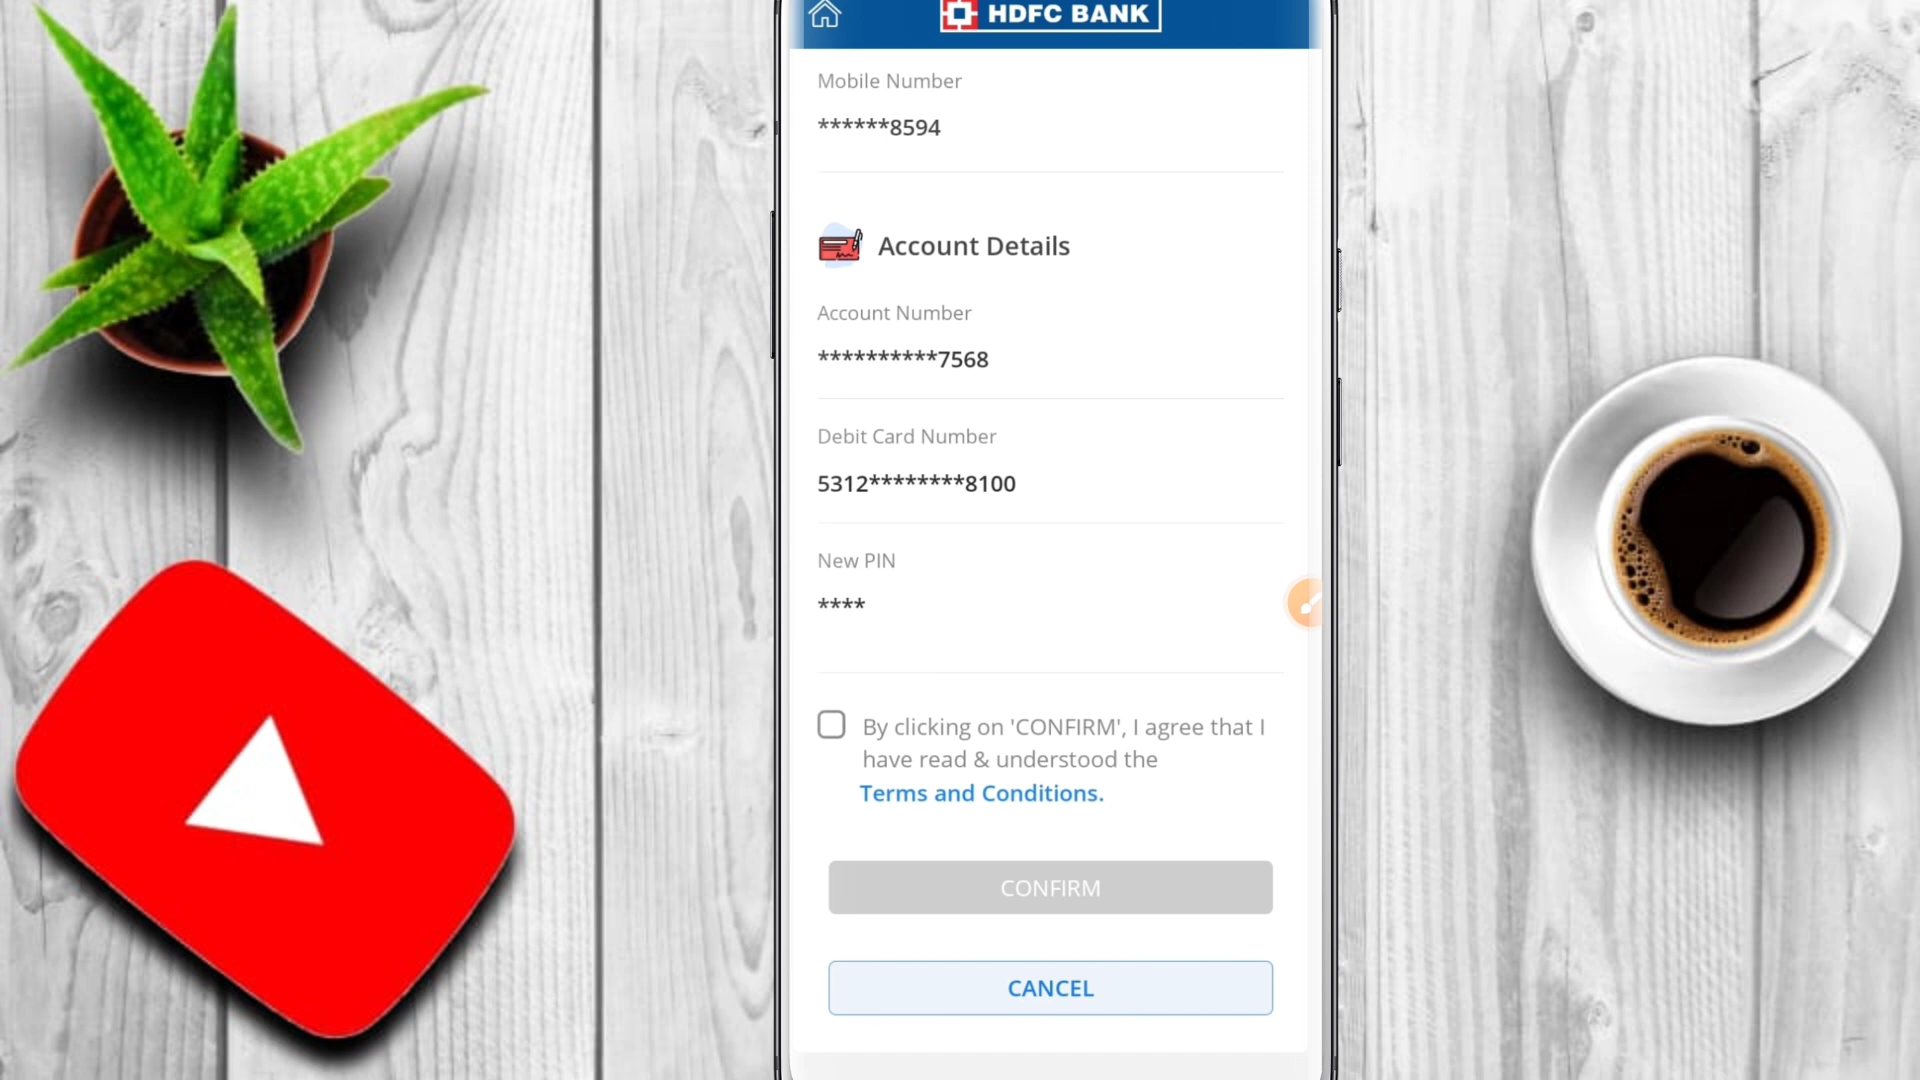 HDFC BANK
Mobile Number
******8594
Account Details
Account Number
**********7568
Debit Card Number
5312********8100
New PIN
****
By clicking on 'CONFIRM', I agree that I
have read & understood the
Terms and Conditions.
CONFIRM
CANCEL